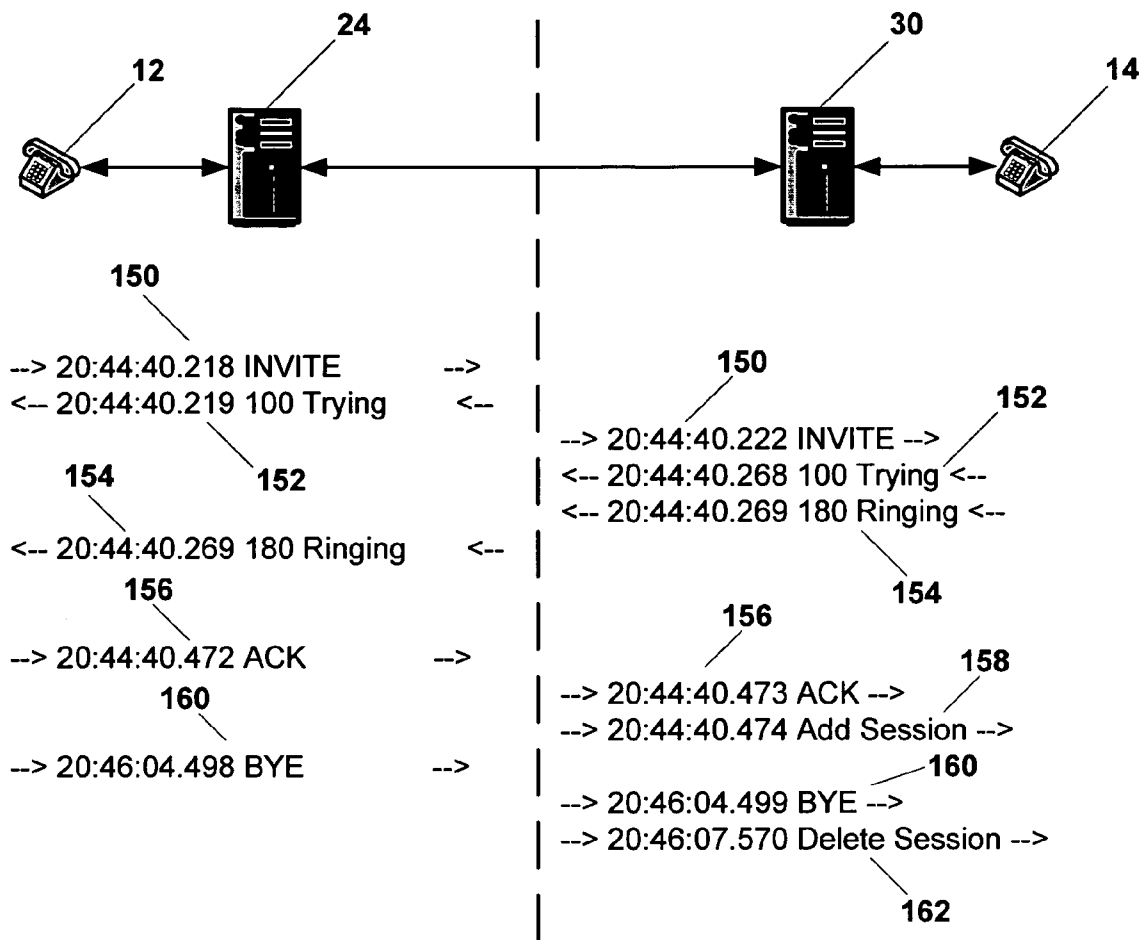 24
30
12
14
150
--> 20:44:40.218 INVITE -->
<-- 20:44:40.219 100 Trying <--
152
150
152
--> 20:44:40.222 INVITE -->
<-- 20:44:40.268 100 Trying <--
<-- 20:44:40.269 180 Ringing <--
154
154
<-- 20:44:40.269 180 Ringing <--
156
--> 20:44:40.472 ACK -->
156
158
--> 20:44:40.473 ACK -->
--> 20:44:40.474 Add Session -->
160
--> 20:46:04.498 BYE -->
160
--> 20:46:04.499 BYE -->
--> 20:46:07.570 Delete Session -->
162